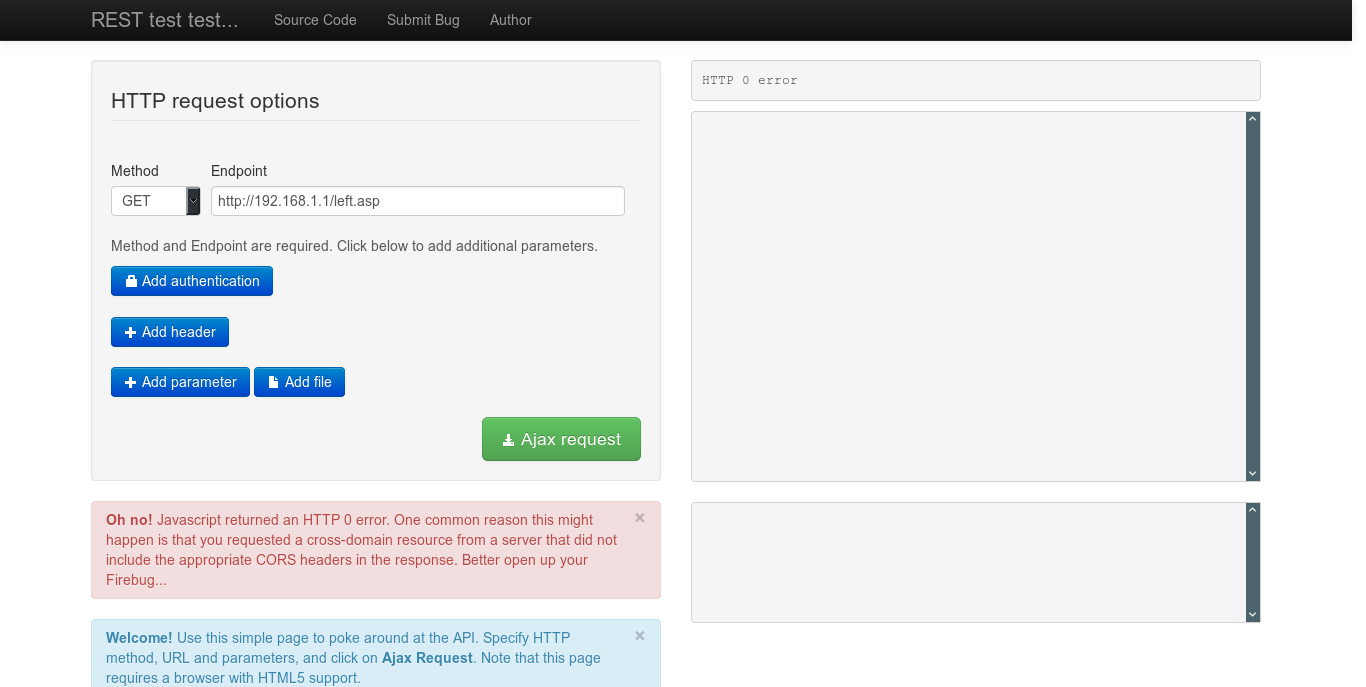 REST test test... Source Code Submit Bug Author
HTTP request options
Method Endpoint
GET http://192.168.1.1/left.asp
Method and Endpoint are required. Click below to add additional parameters.
Add authentication
Add header
Add parameter Add file
Ajax request
Oh no! Javascript returned an HTTP 0 error. One common reason this might
happen is that you requested a cross-domain resource from a server that did not
include the appropriate CORS headers in the response. Better open up your
Firebug...
×
Welcome! Use this simple page to poke around at the API. Specify HTTP
method, URL and parameters, and click on Ajax Request. Note that this page
requires a browser with HTML5 support.
×
HTTP 0 error